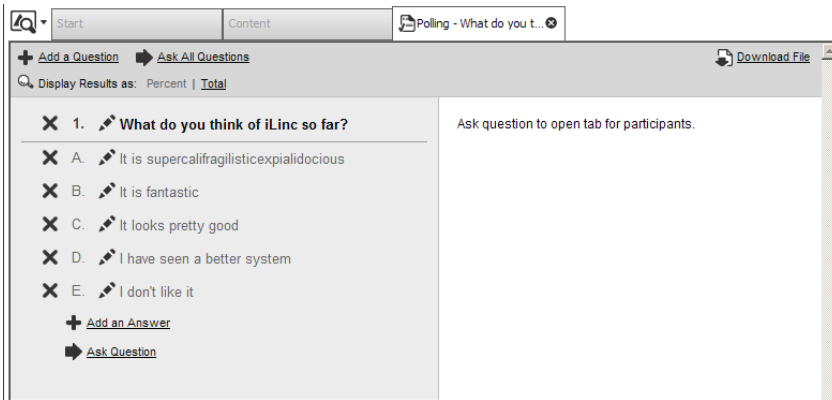 Start Content Polling - What do you t...
Add a Question Ask All Questions Download File
Display Results as: Percent | Total
1. What do you think of iLinc so far? Ask question to open tab for participants.
A. It is supercalifragilisticexpialidocious
B. It is fantastic
C. It looks pretty good
D. I have seen a better system
E. I don't like it
Add an Answer
Ask Question